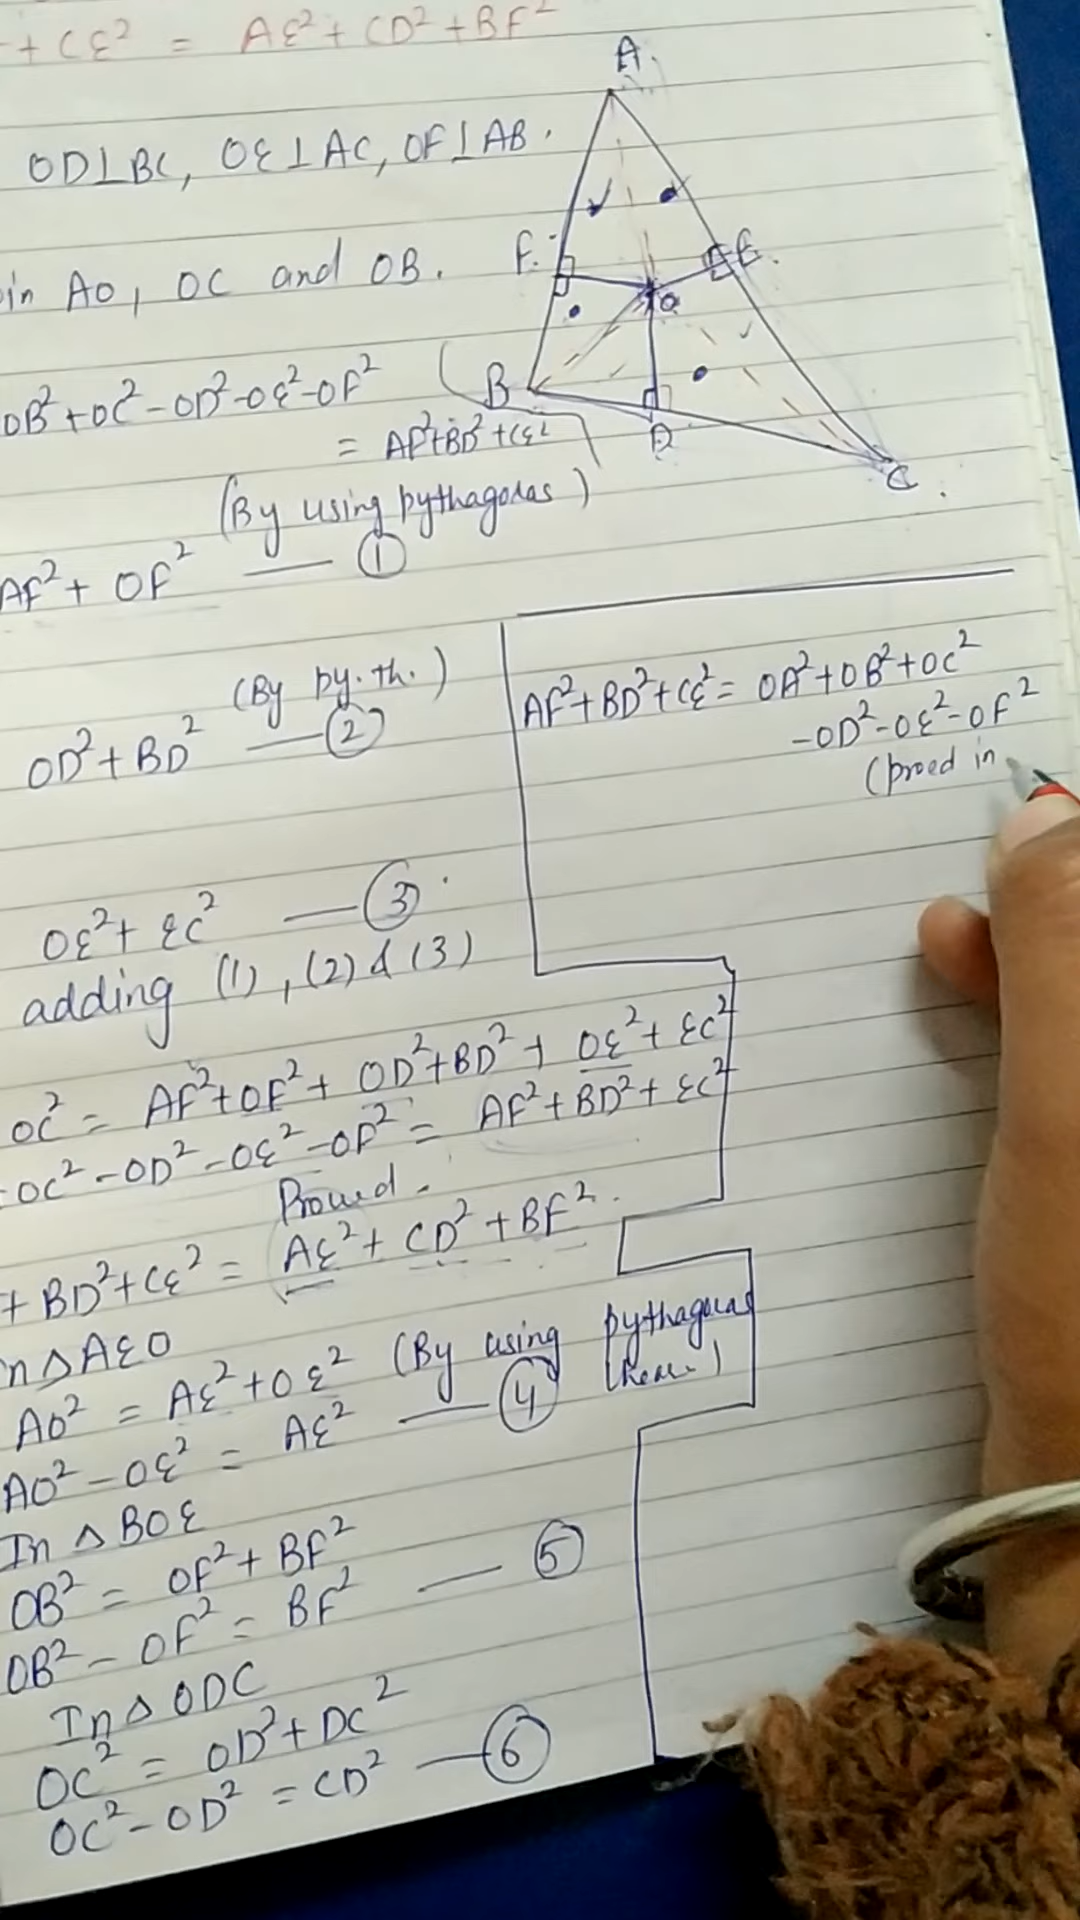 + CE² = AE² + CD² + BF²
A.
OD⊥BC, OE⊥AC, OF⊥AB.
F.
E.
in AO, OC and OB.
O
OB² + OC² - OD² - OE² - OF²
B
= AF² + BD² + CE²
D
C.
(By using pythagoras)
AF² + OF² — ①
(By py. th.)
OD² + BD² — ②
AF² + BD² + CE² = OA² + OB² + OC²
- OD² - OE² - OF²
(proed in
OE² + EC² — ③.
adding (1), (2) & (3)
OC² = AF² + OF² + OD² + BD² + OE² + EC²
OC² - OD² - OE² - OF² = AF² + BD² + EC²
Proved.
+ BD² + CE² = AE² + CD² + BF².
In △AEO
AO² = AE² + OE² (By using pythagoras
AO² - OE² = AE² — ④
In △BOE
OB² = OF² + BF²
OB² - OF² = BF² — ⑤
In △ODC
OC² = OD² + DC²
OC² - OD² = CD² — ⑥